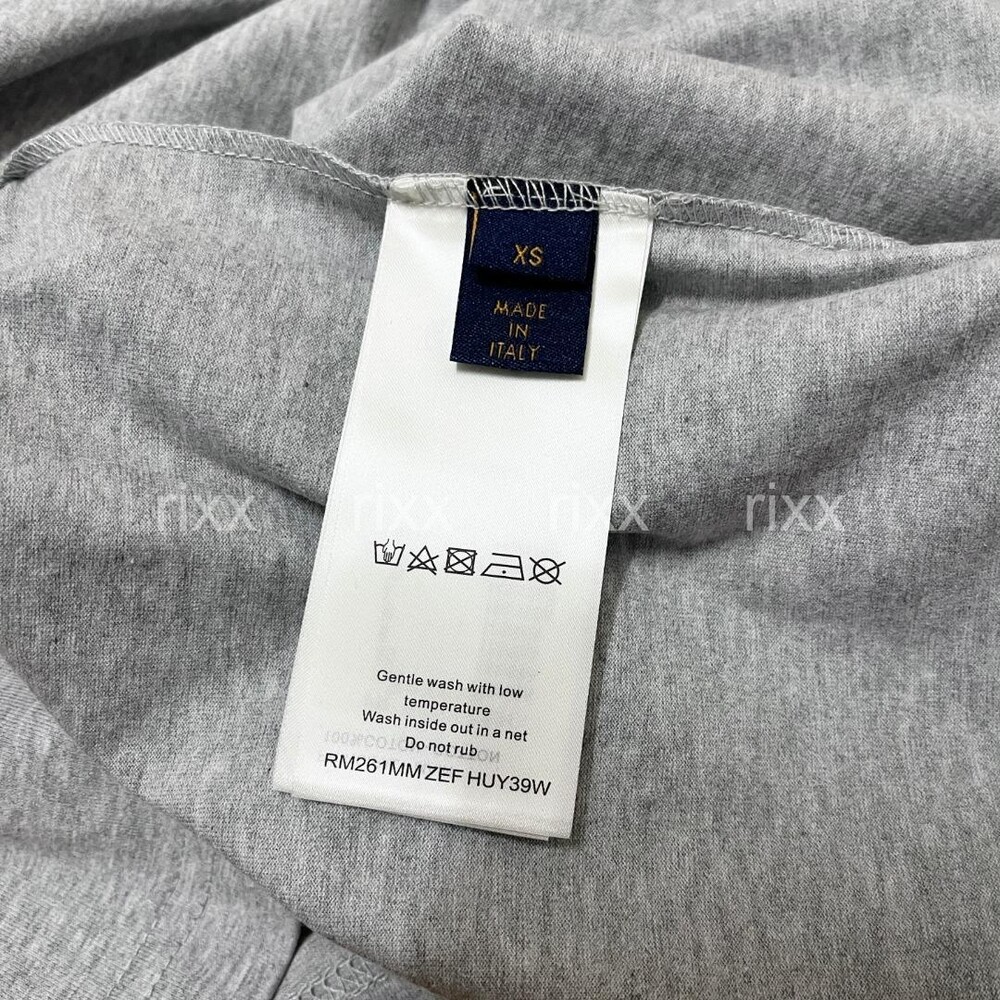 XS
MADE
IN
ITALY
rixx rixx rixx rixx
Gentle wash with low
temperature
Wash inside out in a net
Do not rub
RM261MM ZEF HUY39W